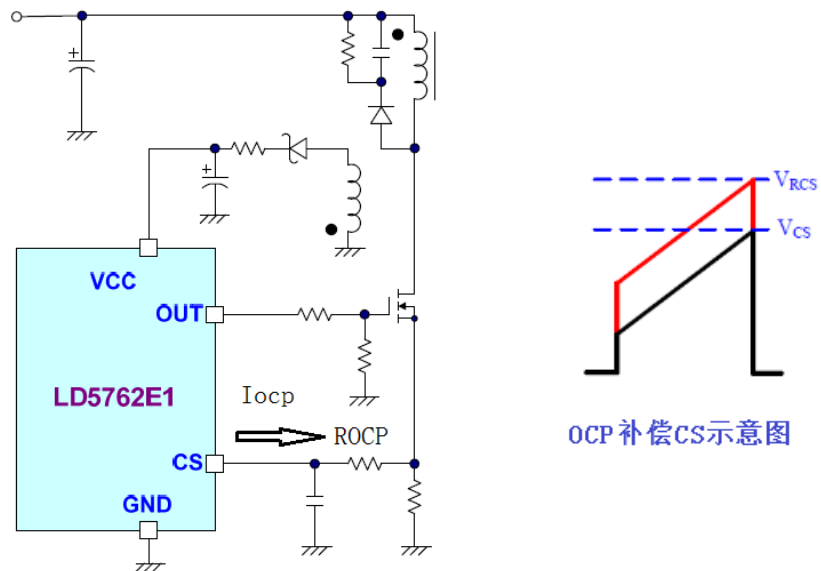 VCC
OUT
LD5762E1
Iocp
ROCP
CS
GND
VRCS
VCS
OCP补偿CS示意图